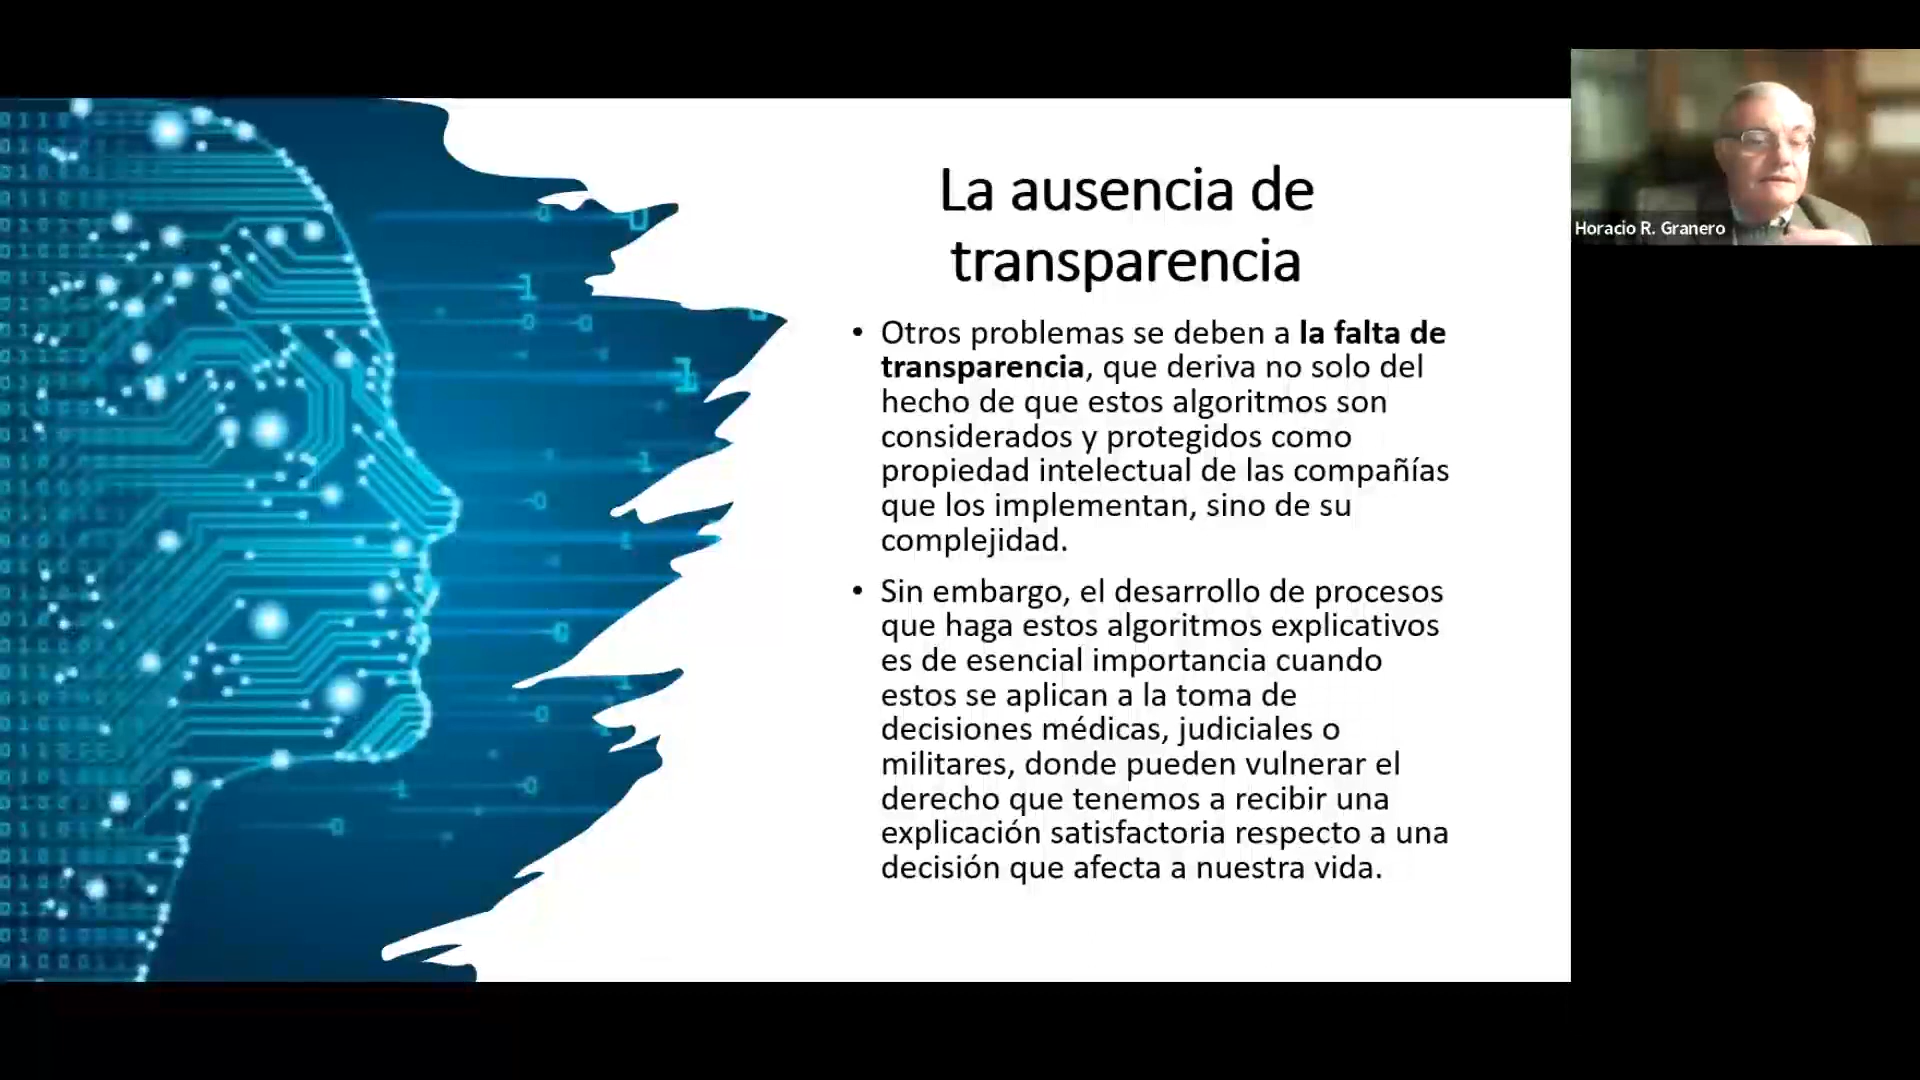 La ausencia de
transparencia
• Otros problemas se deben a la falta de
transparencia, que deriva no solo del
hecho de que estos algoritmos son
considerados y protegidos como
propiedad intelectual de las compañías
que los implementan, sino de su
complejidad.
• Sin embargo, el desarrollo de procesos
que haga estos algoritmos explicativos
es de esencial importancia cuando
estos se aplican a la toma de
decisiones médicas, judiciales o
militares, donde pueden vulnerar el
derecho que tenemos a recibir una
explicación satisfactoria respecto a una
decisión que afecta a nuestra vida.
Horacio R. Granero